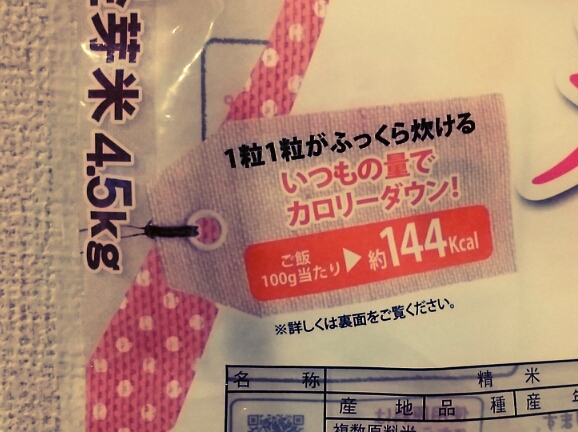 芽米 4.5kg
1粒1粒がふっくら炊ける
いつもの量で
カロリーダウン!
ご飯
100g当たり▶約144Kcal
※詳しくは裏面をご覧ください。
名 称 精 米
産 地 品 種 産 年
複数原料米